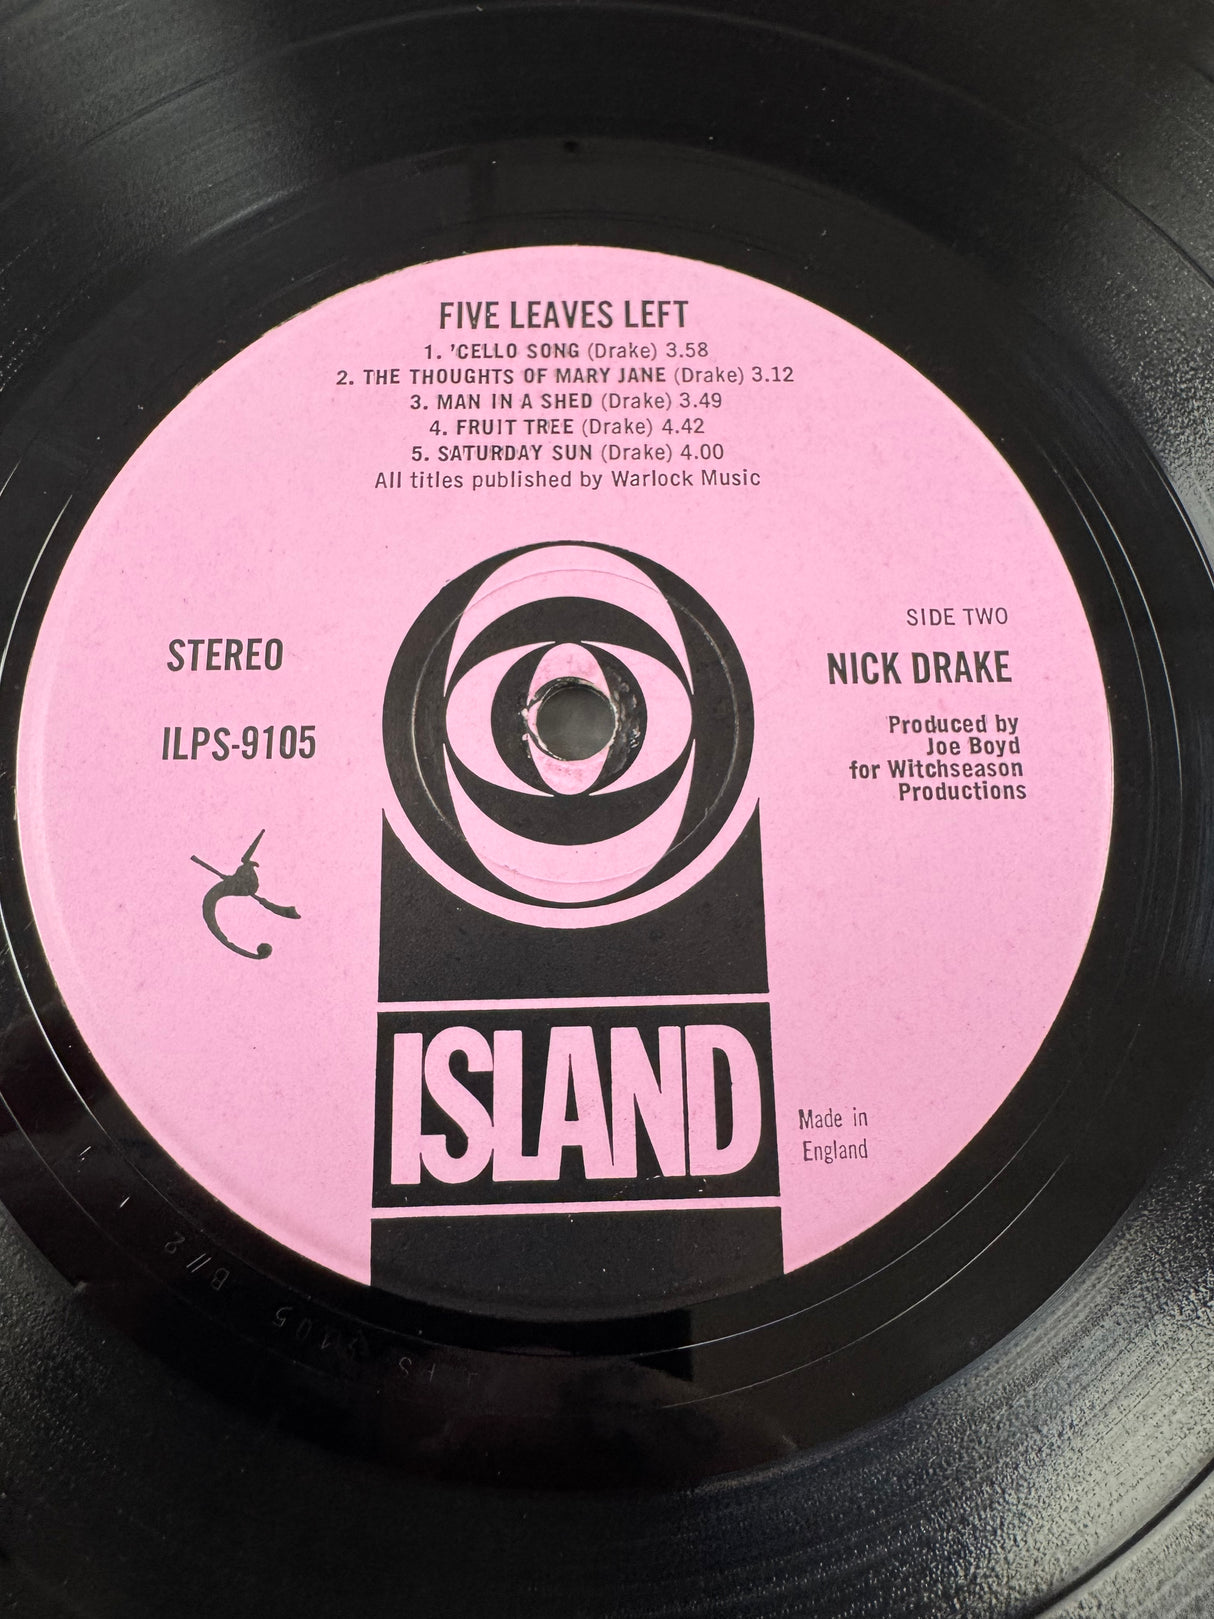 FIVE LEAVES LEFT
1. 'CELLO SONG (Drake) 3.58
2. THE THOUGHTS OF MARY JANE (Drake) 3.12
3. MAN IN A SHED (Drake) 3.49
4. FRUIT TREE (Drake) 4.42
5. SATURDAY SUN (Drake) 4.00
All titles published by Warlock Music
SIDE TWO
STEREO
NICK DRAKE
ILPS-9105
Produced by
Joe Boyd
for Witchseason
Productions
ISLAND
Made in
England
B//2